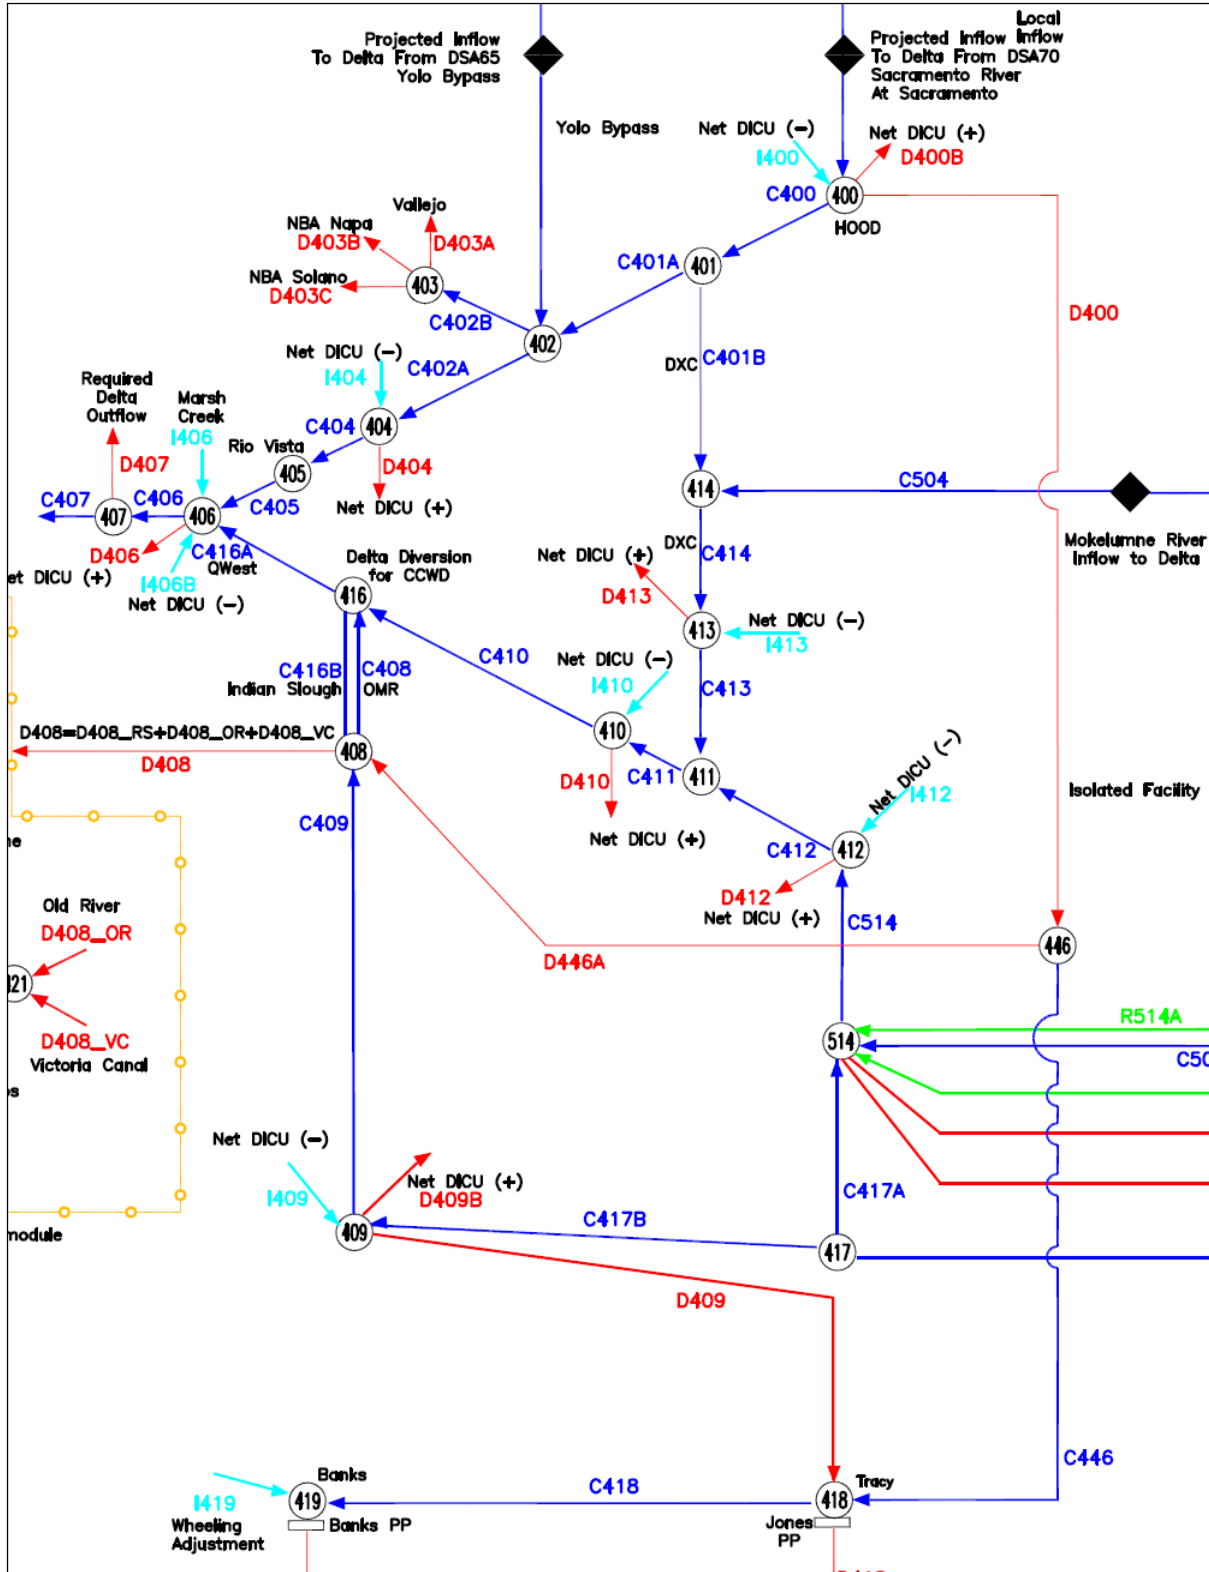 Local
Projected Inflow Inflow
To Delta From DSA70
Sacramento River
At Sacramento
Projected Inflow
To Delta From DSA65
Yolo Bypass
Yolo Bypass
Net DICU (-)
I400
Net DICU (+)
D400B
C400
400
HOOD
Vallejo
NBA Napa
D403B
D403A
NBA Solano
D403C
403
C401A
401
C402B
402
D400
Net DICU (-)
I404
C402A
DXC
C401B
Required
Delta
Outflow
Marsh
Creek
I406
C404
404
Rio Vista
D407
405
D404
C407
C406
C405
Net DICU (+)
407
406
414
C504
D406
C416A
QWest
I406B
Net DICU (-)
et DICU (+)
Delta Diversion
for CCWD
416
DXC
C414
Net DICU (+)
D413
Mokelumne River
Inflow to Delta
413
Net DICU (-)
I413
C410
Net DICU (-)
I410
C413
C416B
C408
Indian Slough
OMR
410
D408=D408_RS+D408_OR+D408_VC
408
D408
D410
C411
411
Net DICU (-)
I412
Isolated Facility
C409
Net DICU (+)
C412
412
D412
Net DICU (+)
ne
Old River
D408_OR
C514
446
D446A
421
D408_VC
Victoria Canal
R514A
514
C50
s
Net DICU (-)
I409
Net DICU (+)
D409B
C417A
C417B
409
417
module
D409
C446
Banks
Tracy
I419
419
C418
418
Wheeling
Adjustment
Banks PP
Jones
PP